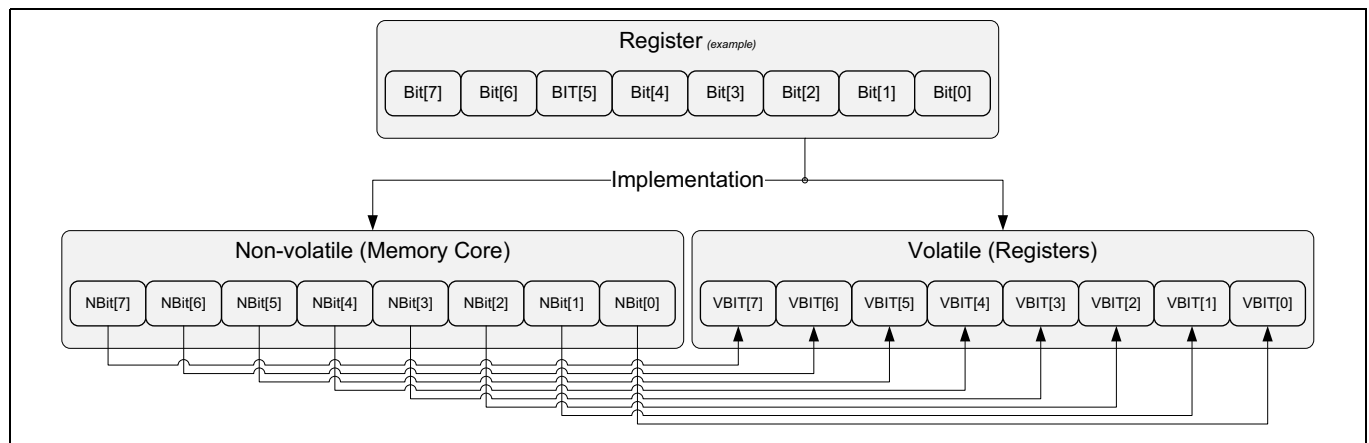 Register (example)
Bit[7] Bit[6] BIT[5] Bit[4] Bit[3] Bit[2] Bit[1] Bit[0]
Implementation
Non-volatile (Memory Core) Volatile (Registers)
NBit[7] NBit[6] NBit[5] NBit[4] NBit[3] NBit[2] NBit[1] NBit[0] VBIT[7] VBIT[6] VBIT[5] VBIT[4] VBIT[3] VBIT[2] VBIT[1] VBIT[0]